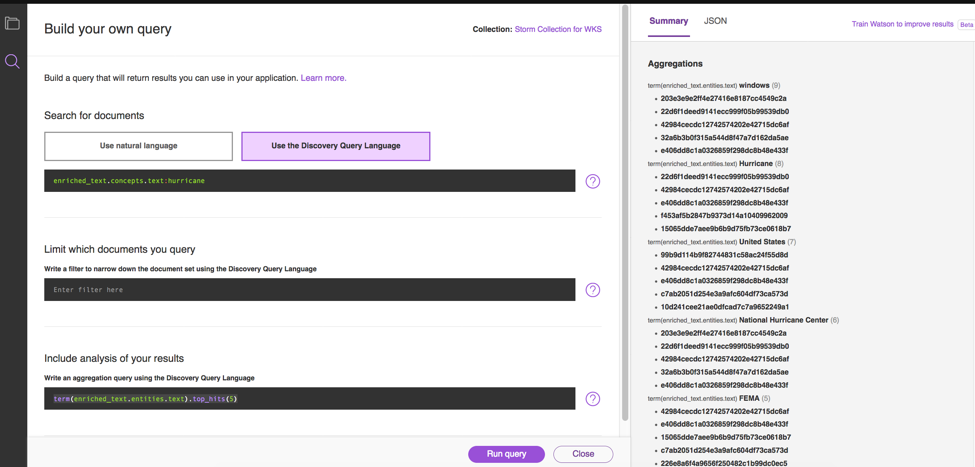 Build your own query
Collection: Storm Collection for WKS
Build a query that will return results you can use in your application. Learn more.
Search for documents
Use natural language
Use the Discovery Query Language
enriched_text.concepts.text:hurricane
?
Limit which documents you query
Write a filter to narrow down the document set using the Discovery Query Language
Enter filter here
?
Include analysis of your results
Write an aggregation query using the Discovery Query Language
term(enriched_text.entities.text).top_hits(5)
?
Run query
Close
Summary
JSON
Train Watson to improve results
Beta
Aggregations
term(enriched_text.entities.text) windows (9)
203e3e9e2ff4e27416e8187cc4549c2a
22d6f1deed9141ecc999f05b99539db0
42984cecdc12742574202e42715dc6af
32a6b3b0f315a544d8f47a7d162da5ae
e406dd8c1a0326859f298dc8b48e433f
term(enriched_text.entities.text) Hurricane (8)
22d6f1deed9141ecc999f05b99539db0
42984cecdc12742574202e42715dc6af
e406dd8c1a0326859f298dc8b48e433f
f453af5b2847b9373d14a10409962009
15065dde7aee9b6b9d75fb73ce0618b7
term(enriched_text.entities.text) United States (7)
99b9d114b9f82744831c58ac24f55d8d
42984cecdc12742574202e42715dc6af
e406dd8c1a0326859f298dc8b48e433f
c7ab2051d254e3a9afc604df73ca573d
10d241cee21ae0dfcad7c7a9652249a1
term(enriched_text.entities.text) National Hurricane Center (6)
203e3e9e2ff4e27416e8187cc4549c2a
22d6f1deed9141ecc999f05b99539db0
42984cecdc12742574202e42715dc6af
32a6b3b0f315a544d8f47a7d162da5ae
e406dd8c1a0326859f298dc8b48e433f
term(enriched_text.entities.text) FEMA (5)
42984cecdc12742574202e42715dc6af
e406dd8c1a0326859f298dc8b48e433f
15065dde7aee9b6b9d75fb73ce0618b7
c7ab2051d254e3a9afc604df73ca573d
226e8a6f4a9656f250482c1b99dc0ec5